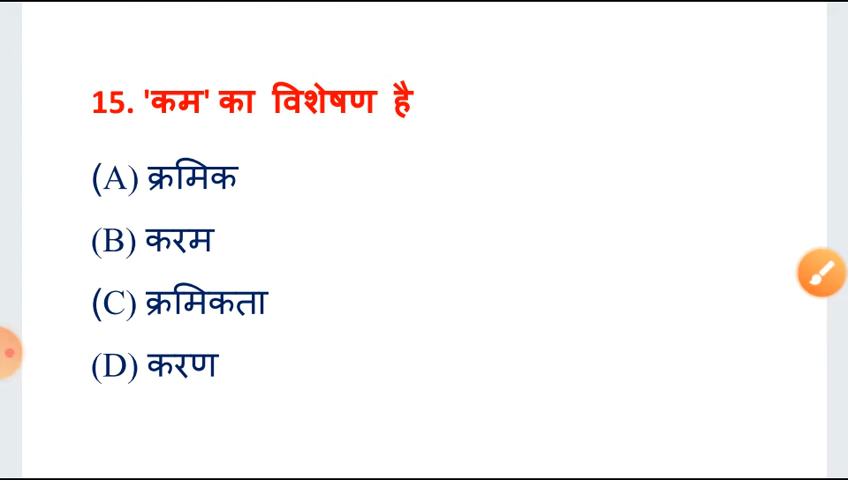 15. 'कम' का विशेषण है
(A) क्रमिक
(B) करम
(C) क्रमिकता
(D) करण